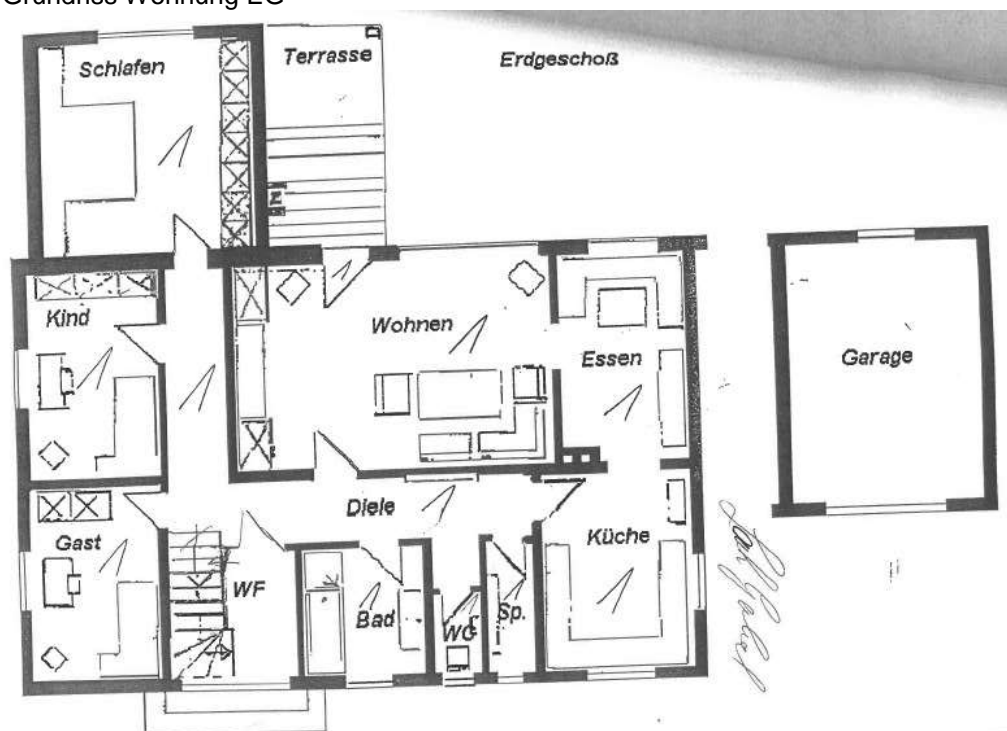 Grundriss Wohnung EG
Schlafen
Terrasse
Erdgeschoß
Kind
Wohnen
Essen
Garage
Diele
Gast
Küche
WF
Bad
WC
Sp.